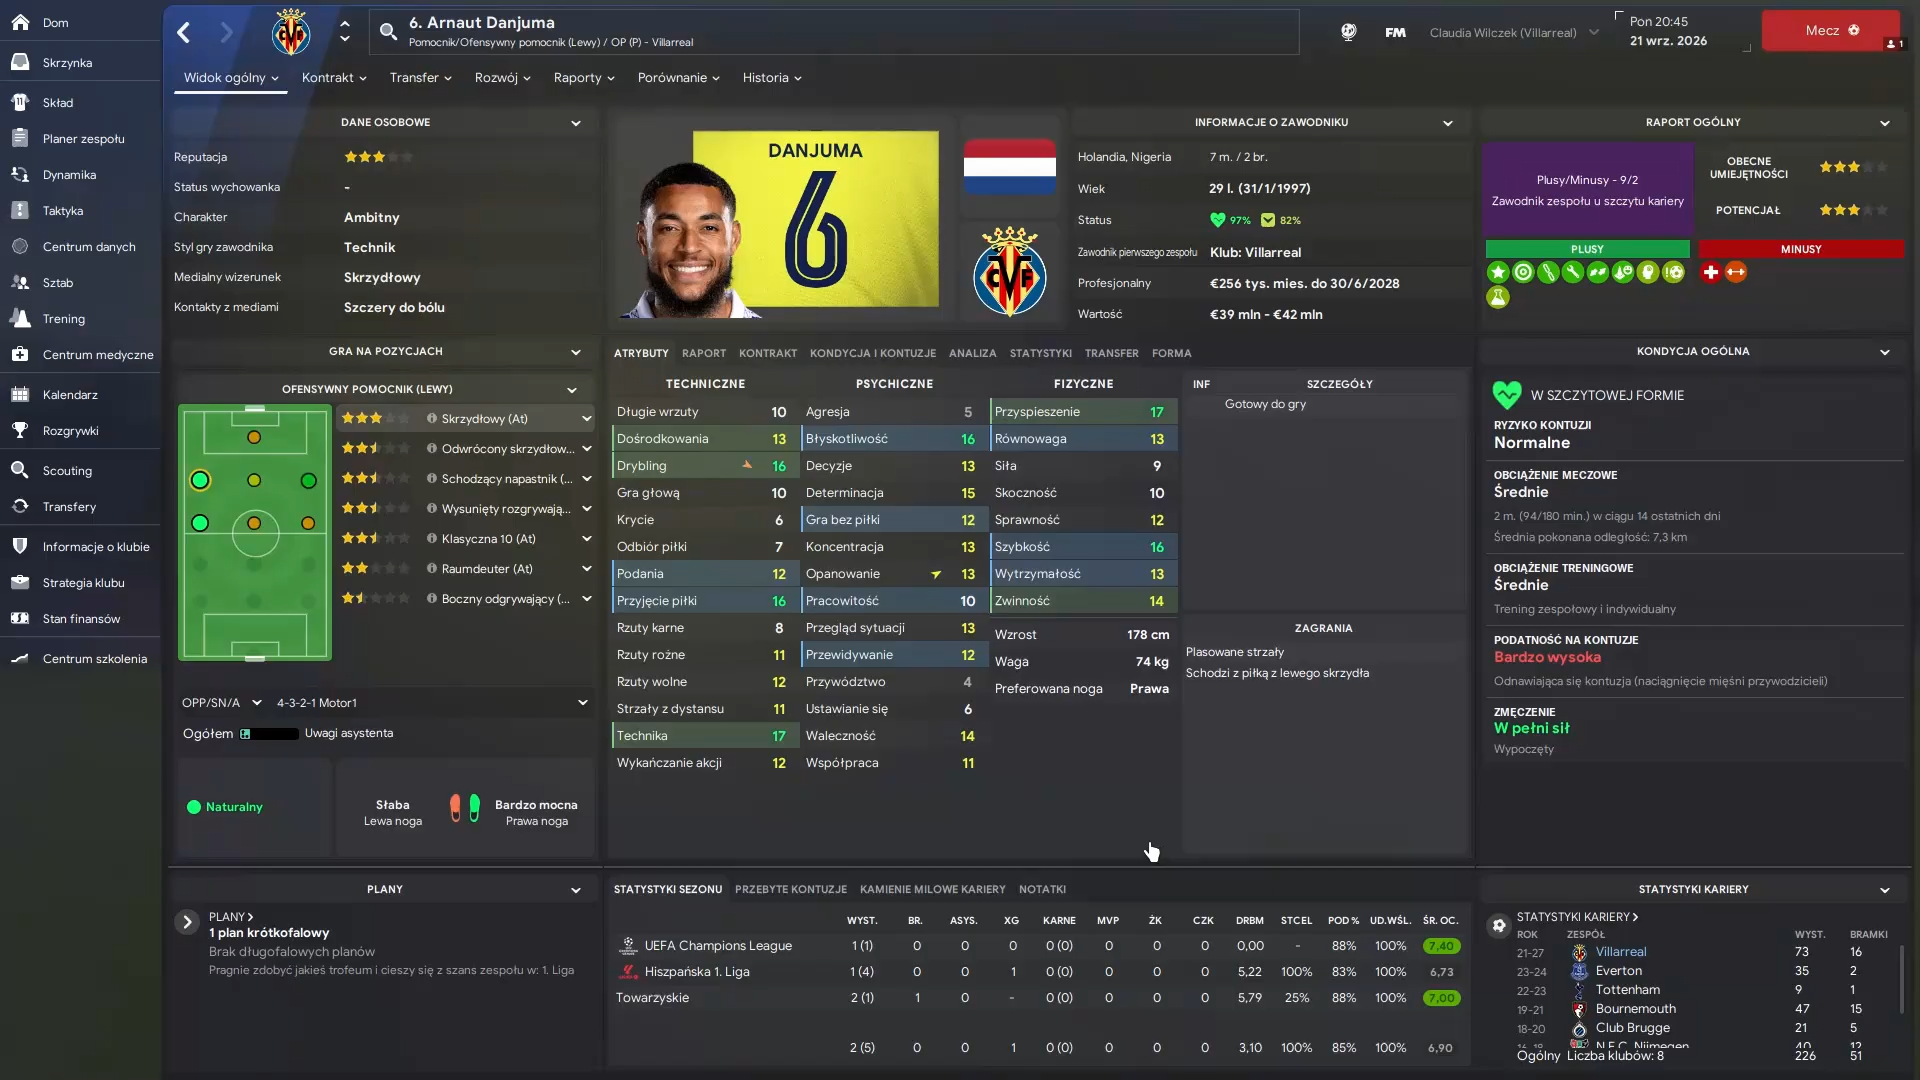 Dom
Skrzynka
Skład
Planer zespołu
Dynamika
Taktyka
Centrum danych
Sztab
Trening
Centrum medyczne
Kalendarz
Rozgrywki
Scouting
Transfery
Informacje o klubie
Strategia klubu
Stan finansów
Centrum szkolenia
6. Arnaut Danjuma
Pomocnik/Ofensywny pomocnik (Lewy) / OP (P) - Villarreal
FM
Claudia Wilczek (Villarreal)
Pon 20:45
21 wrz. 2026
Mecz
1
Widok ogólny
Kontrakt
Transfer
Rozwój
Raporty
Porównanie
Historia
DANE OSOBOWE
Reputacja
Status wychowanka -
Charakter Ambitny
Styl gry zawodnika Technik
Medialny wizerunek Skrzydłowy
Kontakty z mediami Szczery do bólu
DANJUMA
6
INFORMACJE O ZAWODNIKU
Holandia, Nigeria 7 m. / 2 br.
Wiek 29 l. (31/1/1997)
Status 97% 82%
Zawodnik pierwszego zespołu Klub: Villarreal
Profesjonalny €256 tys. mies. do 30/6/2028
Wartość €39 mln - €42 mln
RAPORT OGÓLNY
Plusy/Minusy - 9/2
Zawodnik zespołu u szczytu kariery
OBECNE UMIEJĘTNOŚCI
POTENCJAŁ
PLUSY
MINUSY
GRA NA POZYCJACH
OFENSYWNY POMOCNIK (LEWY)
Skrzydłowy (At)
Odwrócony skrzydłow...
Schodzący napastnik (...
Wysunięty rozgrywają...
Klasyczna 10 (At)
Raumdeuter (At)
Boczny odgrywający (...
OPP/SN/A
4-3-2-1 Motor1
Ogółem
Uwagi asystenta
Naturalny
Słaba
Lewa noga
Bardzo mocna
Prawa noga
ATRYBUTY RAPORT KONTRAKT KONDYCJA I KONTUZJE ANALIZA STATYSTYKI TRANSFER FORMA
TECHNICZNE
Długie wrzuty 10
Dośrodkowania 13
Drybling 16
Gra głową 10
Krycie 6
Odbiór piłki 7
Podania 12
Przyjęcie piłki 16
Rzuty karne 8
Rzuty rożne 11
Rzuty wolne 12
Strzały z dystansu 11
Technika 17
Wykańczanie akcji 12
PSYCHICZNE
Agresja 5
Błyskotliwość 16
Decyzje 13
Determinacja 15
Gra bez piłki 12
Koncentracja 13
Opanowanie 13
Pracowitość 10
Przegląd sytuacji 13
Przewidywanie 12
Przywództwo 4
Ustawianie się 6
Waleczność 14
Współpraca 11
FIZYCZNE
Przyspieszenie 17
Równowaga 13
Siła 9
Skoczność 10
Sprawność 12
Szybkość 16
Wytrzymałość 13
Zwinność 14
Wzrost 178 cm
Waga 74 kg
Preferowana noga Prawa
INF SZCZEGÓŁY
Gotowy do gry
ZAGRANIA
Plasowane strzały
Schodzi z piłką z lewego skrzydła
KONDYCJA OGÓLNA
W SZCZYTOWEJ FORMIE
RYZYKO KONTUZJI
Normalne
OBCIĄŻENIE MECZOWE
Średnie
2 m. (94/180 min.) w ciągu 14 ostatnich dni
Średnia pokonana odległość: 7,3 km
OBCIĄŻENIE TRENINGOWE
Średnie
Trening zespołowy i indywidualny
PODATNOŚĆ NA KONTUZJE
Bardzo wysoka
Odnawiająca się kontuzja (naciągnięcie mięśni przywodzicieli)
ZMĘCZENIE
W pełni sił
Wypoczęty
PLANY
PLANY
1 plan krótkofalowy
Brak długofalowych planów
Pragnie zdobyć jakieś trofeum i cieszy się z szans zespołu w: 1. Liga
STATYSTYKI SEZONU PRZEBYTE KONTUZJE KAMIENIE MILOWE KARIERY NOTATKI
WYST. BR. ASYS. XG KARNE MVP ŻK CZK DRBM STCEL POD % UD.WŚL. ŚR. OC.
UEFA Champions League 1 (1) 0 0 0 0 (0) 0 0 0 0,00 - 88% 100% 7,40
Hiszpańska 1. Liga 1 (4) 0 0 1 0 (0) 0 0 0 5,22 100% 83% 100% 6,73
Towarzyskie 2 (1) 1 0 - 0 (0) 0 0 0 5,79 25% 88% 100% 7,00
2 (5) 0 0 1 0 (0) 0 0 0 3,10 100% 85% 100% 6,90
STATYSTYKI KARIERY
STATYSTYKI KARIERY
ROK ZESPÓŁ WYST. BRAMKI
21-27 Villarreal 73 16
23-24 Everton 35 2
22-23 Tottenham 9 1
19-21 Bournemouth 47 15
18-20 Club Brugge 21 5
16-18 N.E.C. Nijmegen 40 12
Ogólny Liczba klubów: 8 226 51